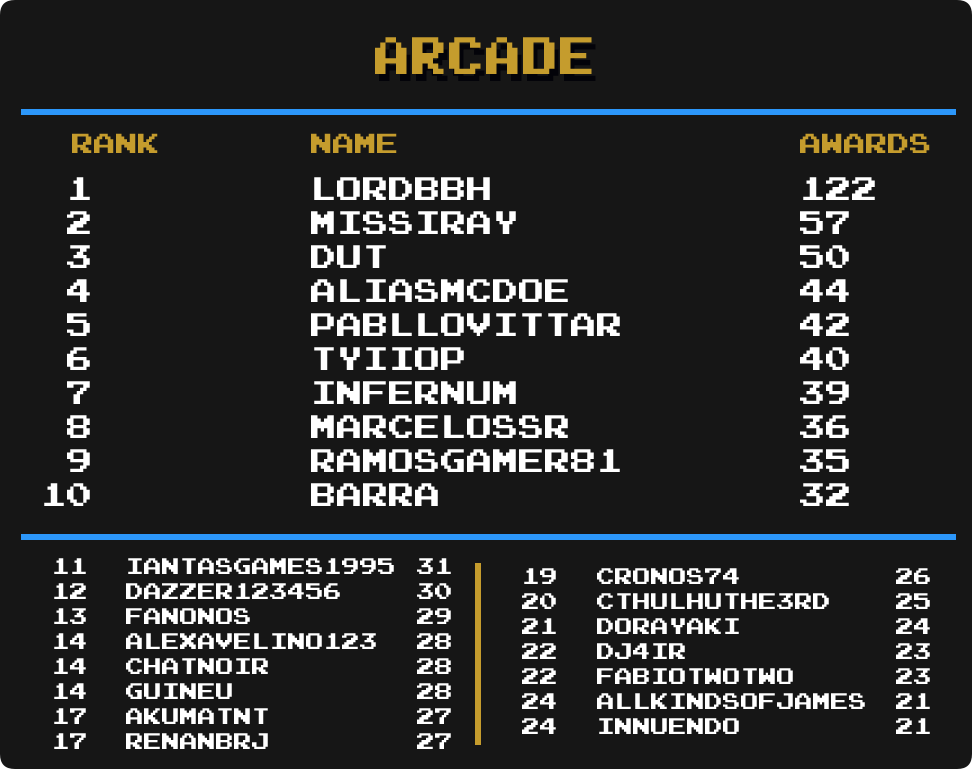 ARCADE
RANK NAME AWARDS
1 LORDBBH 122
2 MISSIRAY 57
3 DUT 50
4 ALIASMCDOE 44
5 PABLLOVITTAR 42
6 TYIIOP 40
7 INFERNUM 39
8 MARCELOSSR 36
9 RAMOSGAMER81 35
10 BARRA 32
11 IANTASGAMES1995 31
12 DAZZER123456 30
13 FANONOS 29
14 ALEXAVELINO123 28
14 CHATNOIR 28
14 GUINEU 28
17 AKUMATNT 27
17 RENANBRJ 27
19 CRONOS74 26
20 CTHULHUTHE3RD 25
21 DORAYAKI 24
22 DJ4IR 23
22 FABIOTWOTWO 23
24 ALLKINDSOFJAMES 21
24 INNUENDO 21